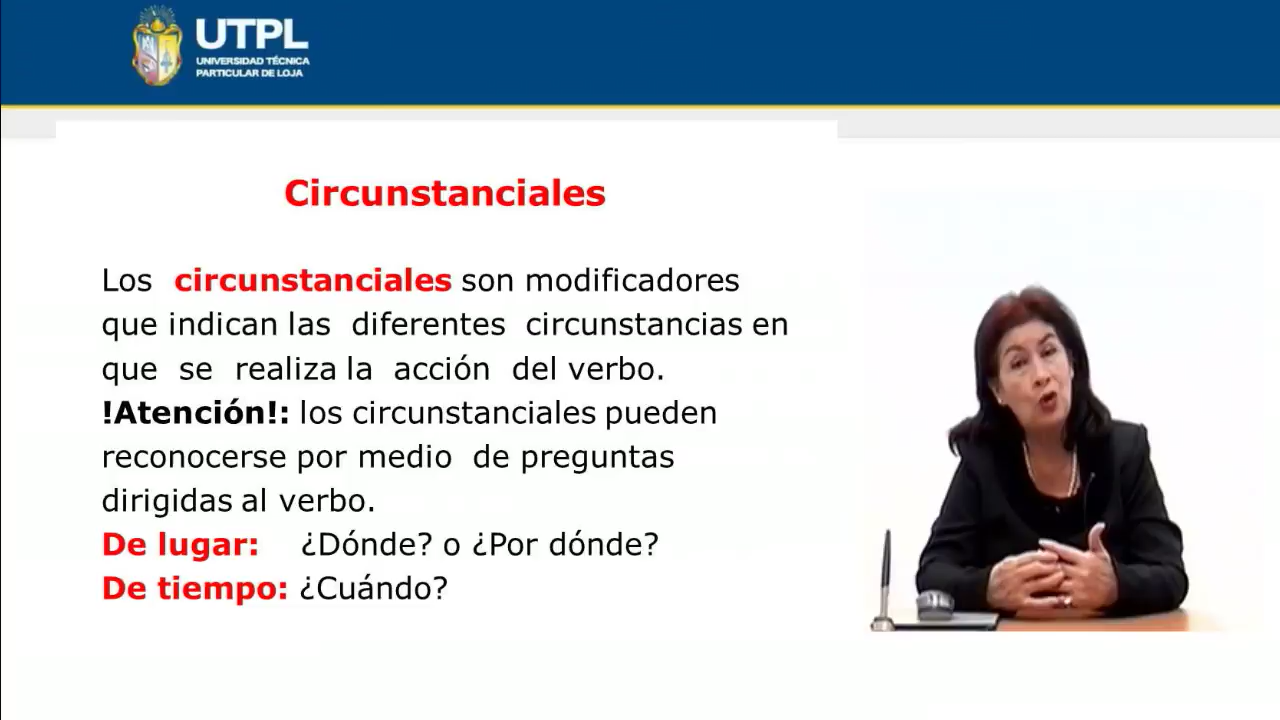 UTPL
UNIVERSIDAD TÉCNICA
PARTICULAR DE LOJA
Circunstanciales
Los circunstanciales son modificadores
que indican las diferentes circunstancias en
que se realiza la acción del verbo.
!Atención!: los circunstanciales pueden
reconocerse por medio de preguntas
dirigidas al verbo.
De lugar: ¿Dónde? o ¿Por dónde?
De tiempo: ¿Cuándo?